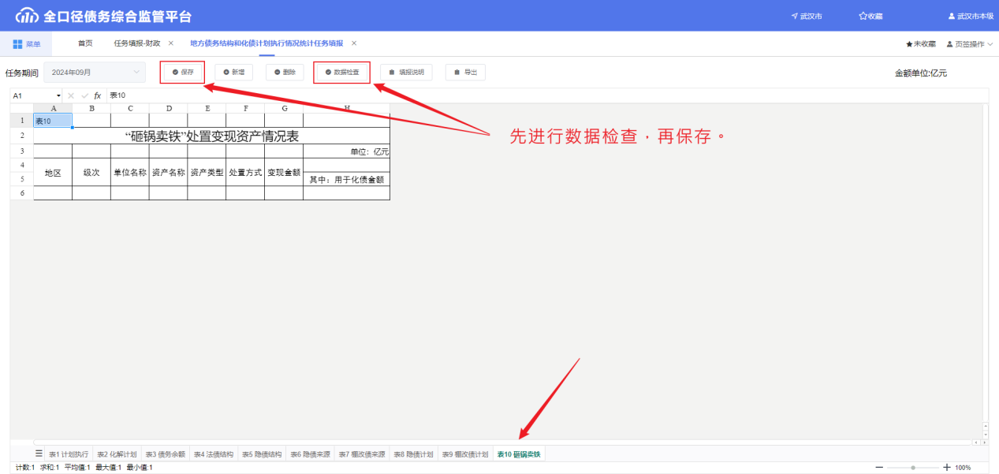 全口径债务综合监管平台 武汉市 收藏 武汉市本级
菜单 首页 任务填报-财政 × 地方债务结构和化债计划执行情况统计任务填报 × 未收藏 页签操作
任务期间 2024年09月 保存 新增 删除 数据检查 填报说明 导出 金额单位:亿元
A1 fx 表10
A B C D E F G H
1 表10
2 “砸锅卖铁”处置变现资产情况表
3 单位：亿元
4
地区 级次 单位名称 资产名称 资产类型 处置方式 变现金额
5 其中：用于化债金额
6
先进行数据检查，再保存。
表1 计划执行 表2 化解计划 表3 债务余额 表4 法债结构 表5 隐债结构 表6 隐债来源 表7 棚改债来源 表8 隐债计划 表9 棚改债计划 表10 砸锅卖铁
计数:1 求和:1 平均值:1 最大值:1 最小值:1 100%